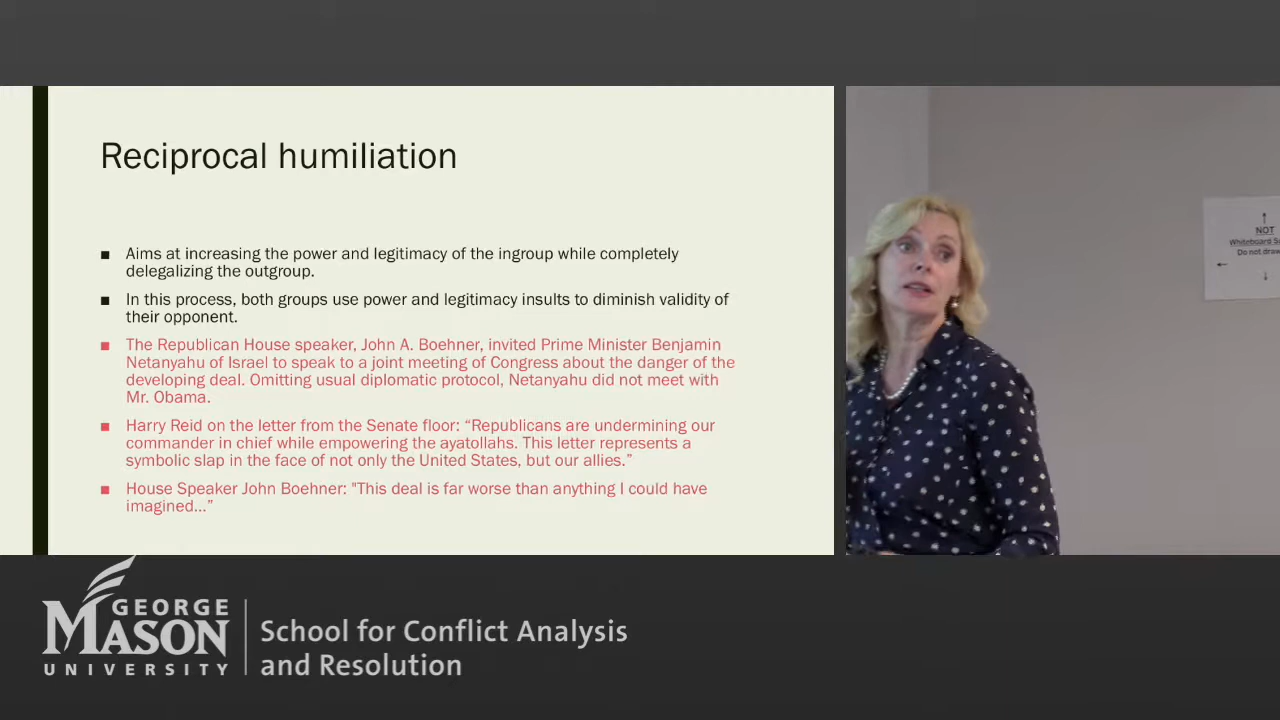 Reciprocal humiliation
■ Aims at increasing the power and legitimacy of the ingroup while completely
delegalizing the outgroup.
■ In this process, both groups use power and legitimacy insults to diminish validity of
their opponent.
■ The Republican House speaker, John A. Boehner, invited Prime Minister Benjamin
Netanyahu of Israel to speak to a joint meeting of Congress about the danger of the
developing deal. Omitting usual diplomatic protocol, Netanyahu did not meet with
Mr. Obama.
■ Harry Reid on the letter from the Senate floor: “Republicans are undermining our
commander in chief while empowering the ayatollahs. This letter represents a
symbolic slap in the face of not only the United States, but our allies.”
■ House Speaker John Boehner: "This deal is far worse than anything I could have
imagined...”
NOT
Whiteboard
Do not draw
GEORGE
MASON
UNIVERSITY
School for Conflict Analysis
and Resolution